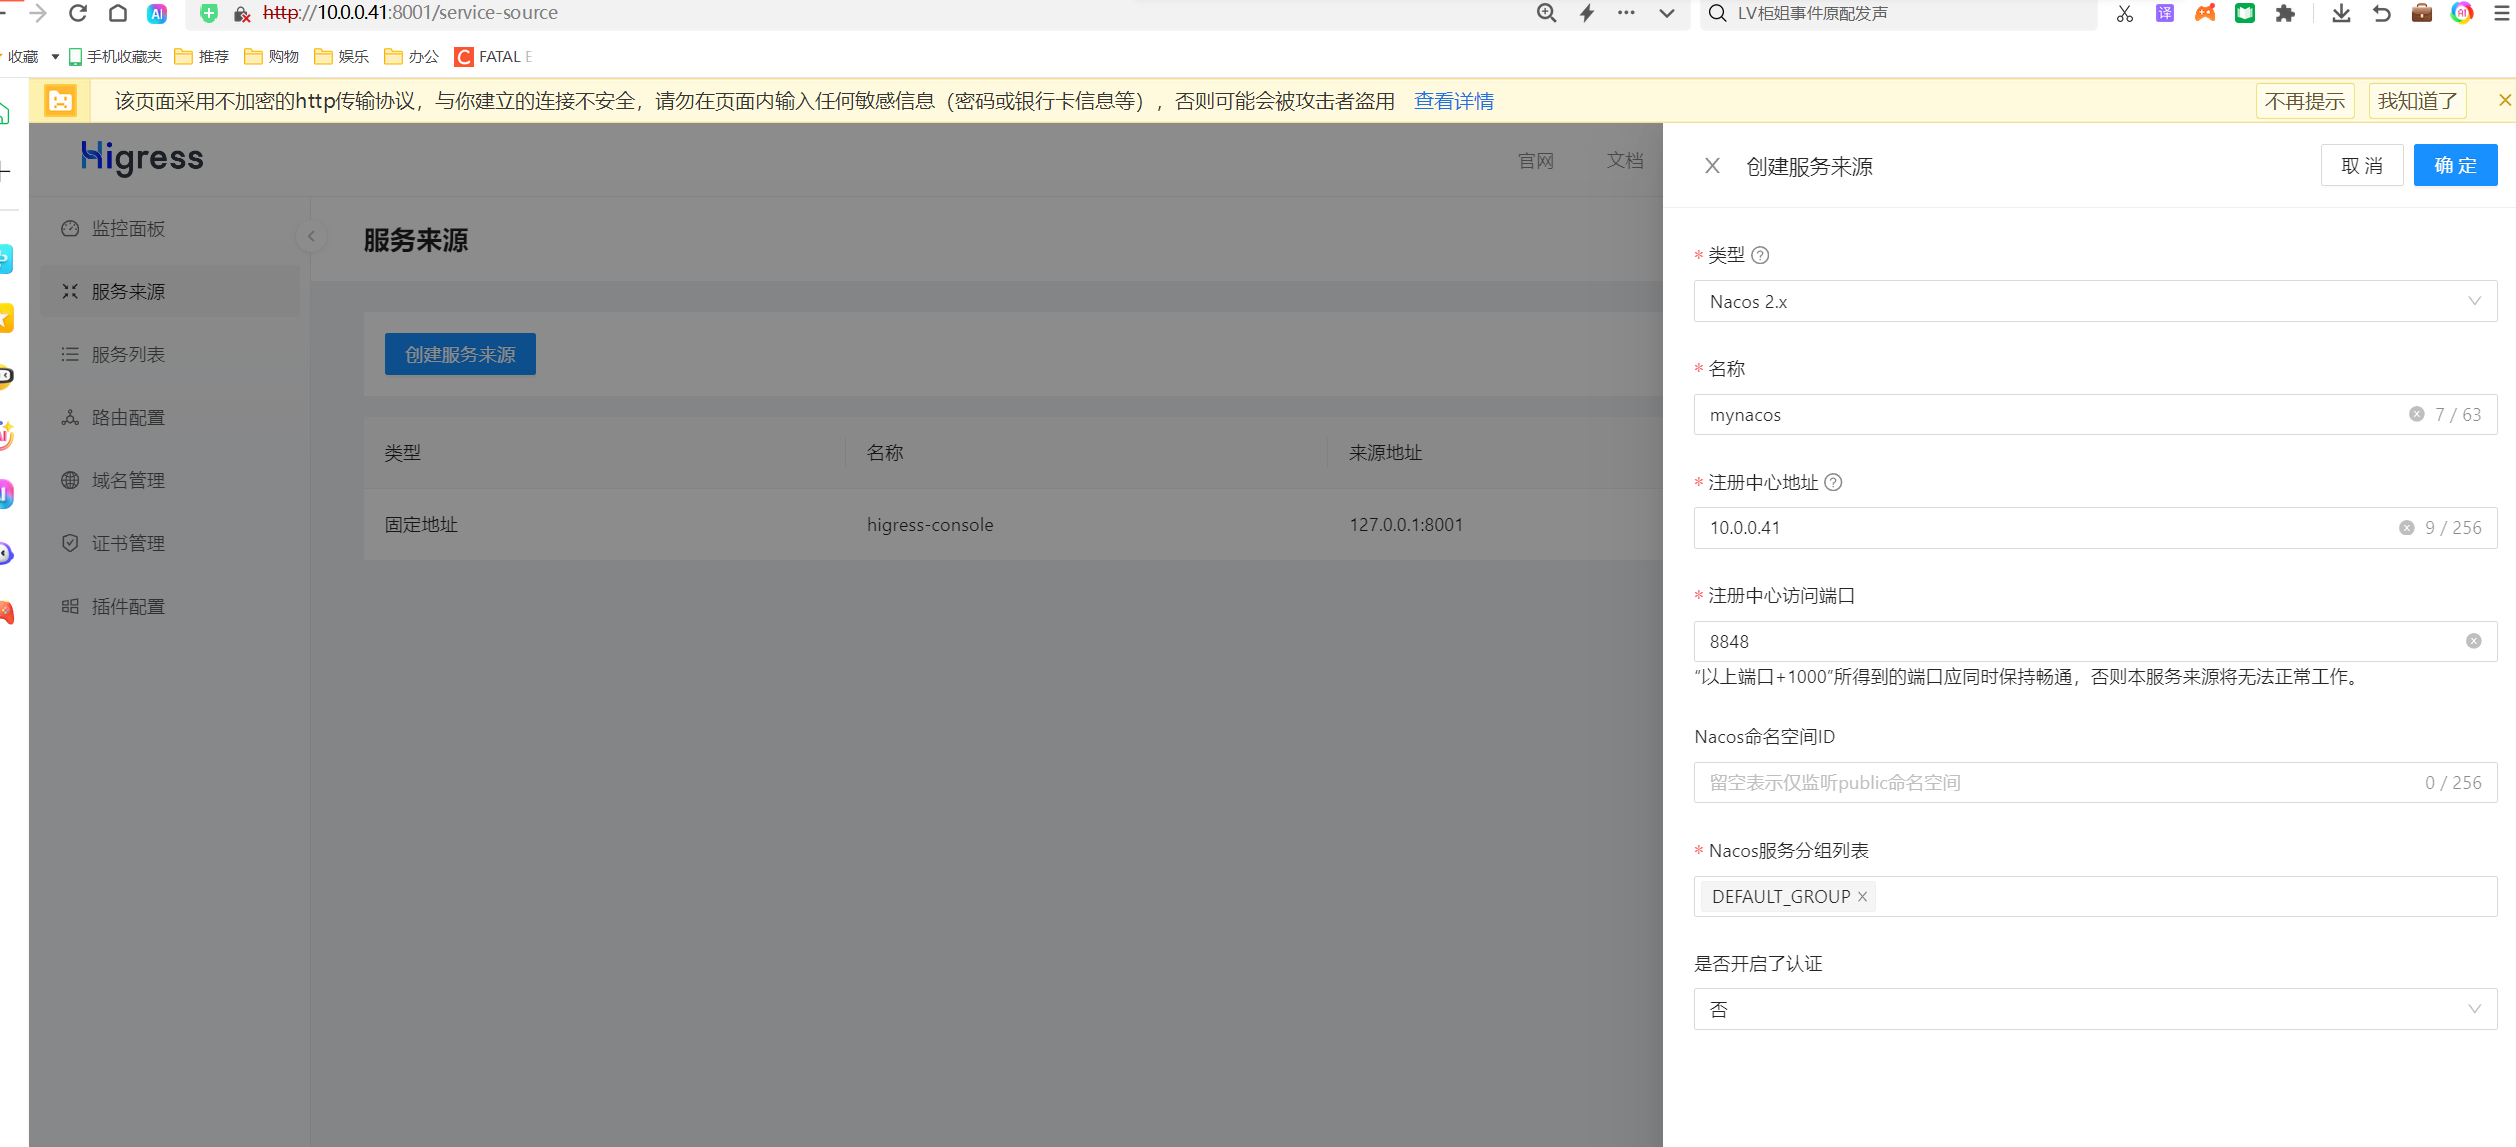 http://10.0.0.41:8001/service-source
LV柜姐事件原配发声
收藏
手机收藏夹
推荐
购物
娱乐
办公
FATAL E
该页面采用不加密的http传输协议，与你建立的连接不安全，请勿在页面内输入任何敏感信息（密码或银行卡信息等），否则可能会被攻击者盗用 查看详情
不再提示
我知道了
Higress
官网
文档
监控面板
服务来源
服务列表
路由配置
域名管理
证书管理
插件配置
服务来源
创建服务来源
类型 名称 来源地址
固定地址 higress-console 127.0.0.1:8001
创建服务来源
取 消
确 定
* 类型
Nacos 2.x
* 名称
mynacos 7 / 63
* 注册中心地址
10.0.0.41 9 / 256
* 注册中心访问端口
8848
“以上端口+1000”所得到的端口应同时保持畅通，否则本服务来源将无法正常工作。
Nacos命名空间ID
留空表示仅监听public命名空间 0 / 256
* Nacos服务分组列表
DEFAULT_GROUP
是否开启了认证
否